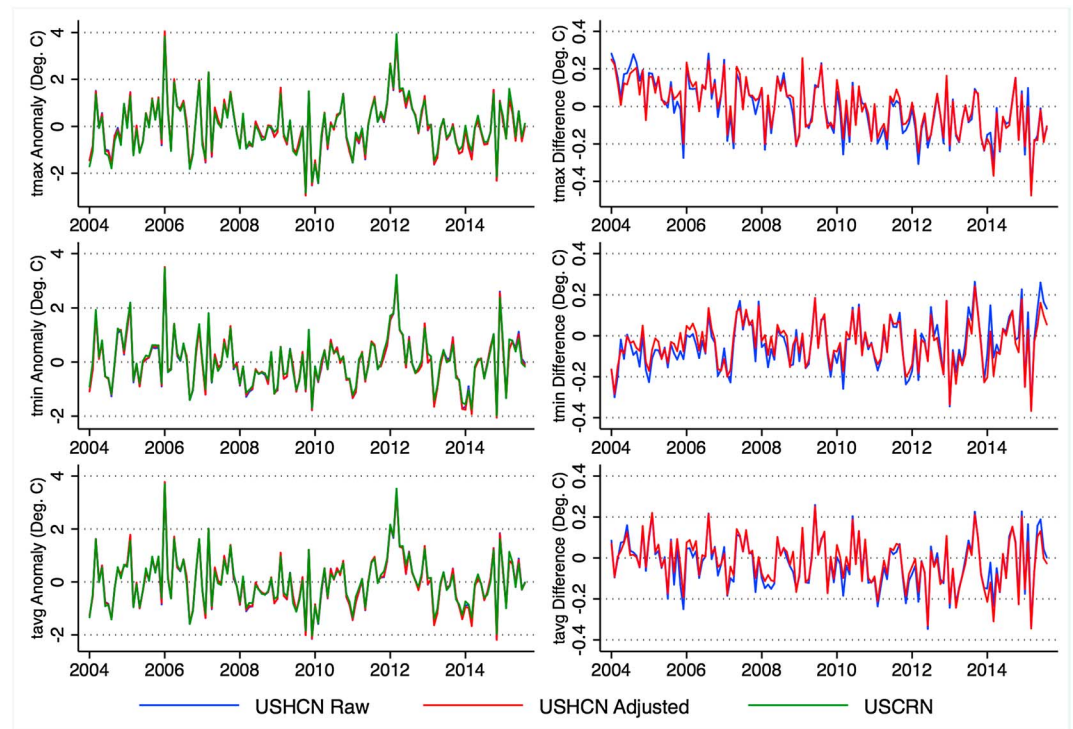 tmax Anomaly (Deg. C)
4
2
0
-2
2004 2006 2008 2010 2012 2014
tmax Difference (Deg. C)
0.4
0.2
0
-0.2
-0.4
2004 2006 2008 2010 2012 2014
tmin Anomaly (Deg. C)
4
2
0
-2
2004 2006 2008 2010 2012 2014
tmin Difference (Deg. C)
0.4
0.2
0
-0.2
-0.4
2004 2006 2008 2010 2012 2014
tavg Anomaly (Deg. C)
4
2
0
-2
2004 2006 2008 2010 2012 2014
tavg Difference (Deg. C)
0.4
0.2
0
-0.2
-0.4
2004 2006 2008 2010 2012 2014
USHCN Raw USHCN Adjusted USCRN